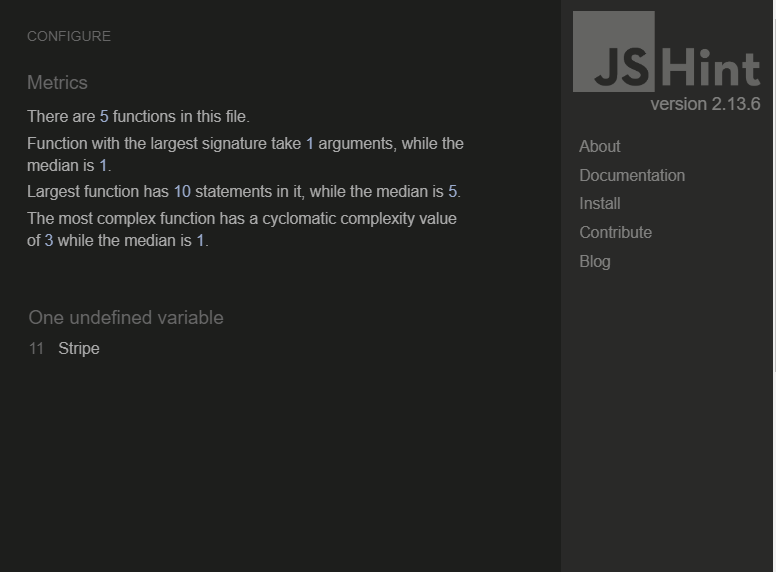 CONFIGURE
Metrics
There are 5 functions in this file.
Function with the largest signature take 1 arguments, while the
median is 1.
Largest function has 10 statements in it, while the median is 5.
The most complex function has a cyclomatic complexity value
of 3 while the median is 1.
One undefined variable
11 Stripe
JSHint
version 2.13.6
About
Documentation
Install
Contribute
Blog